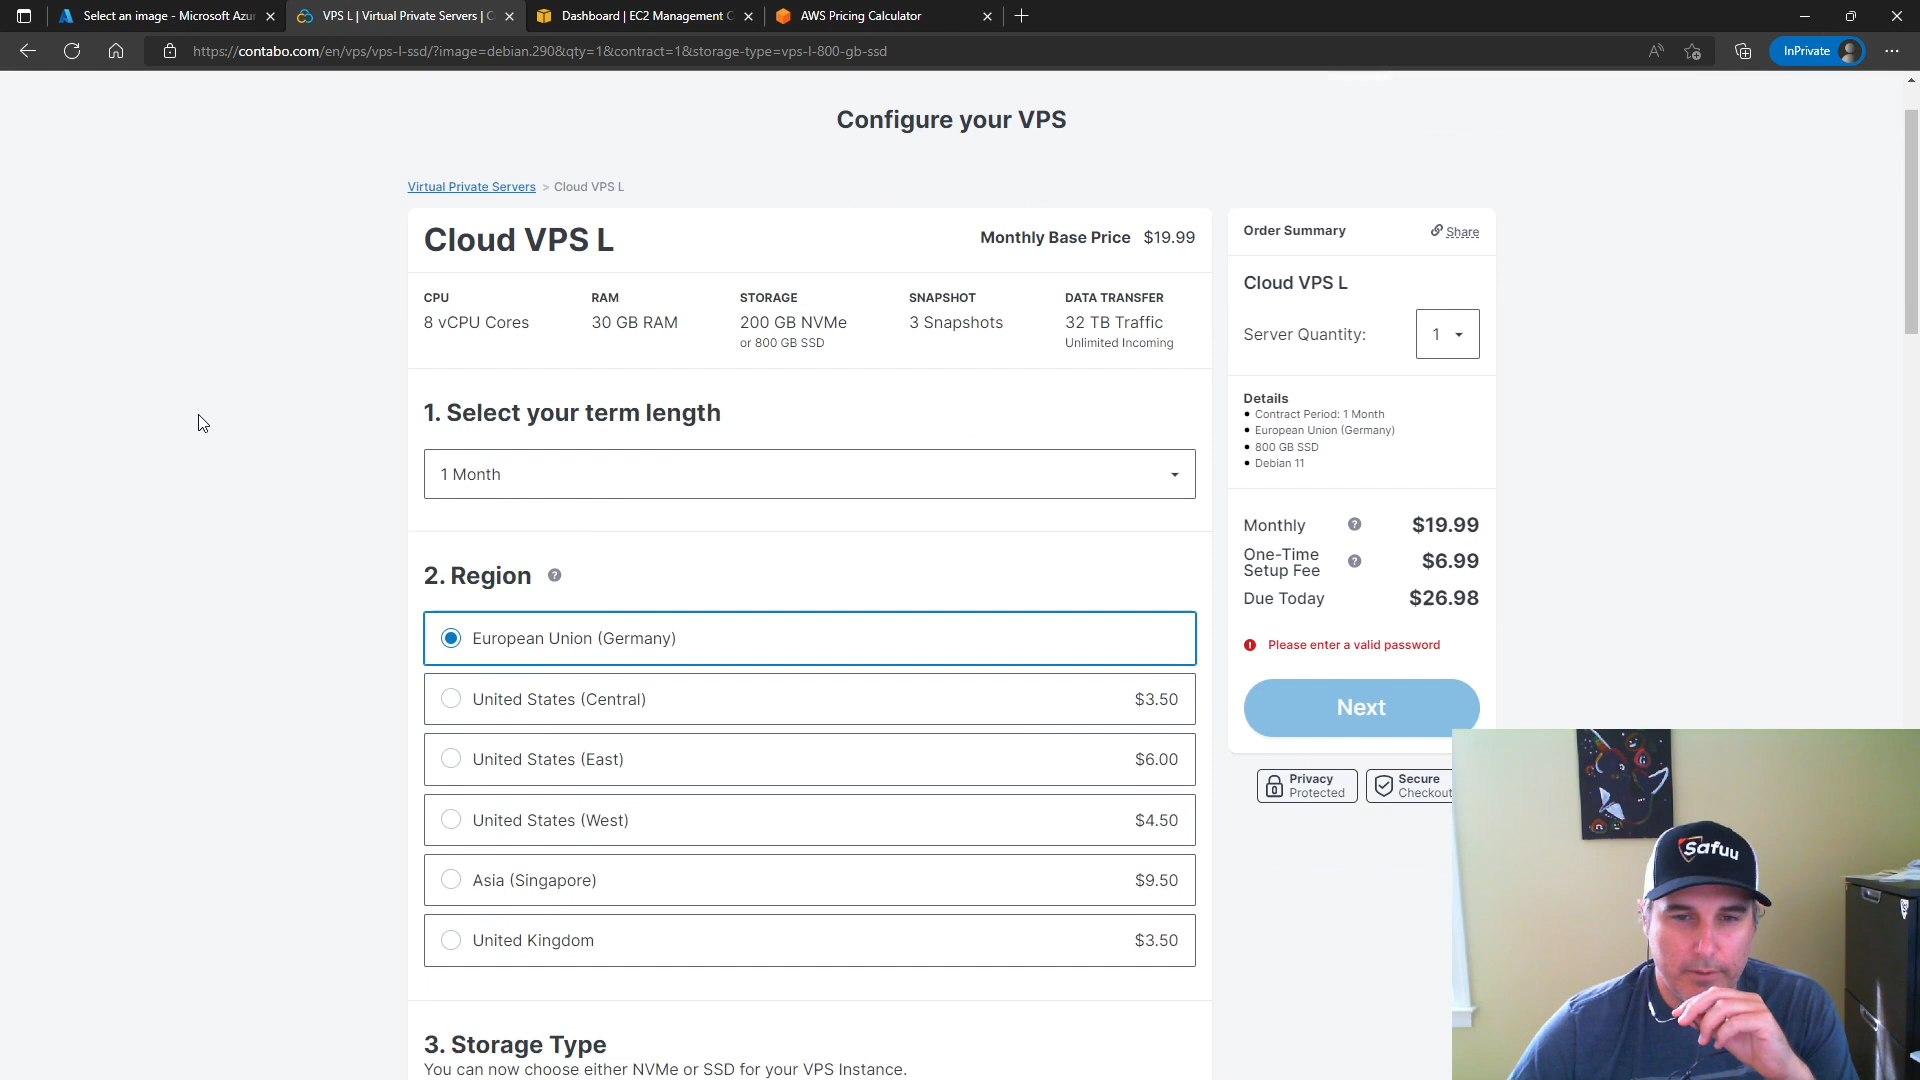 Select an image - Microsoft Azu
VPS L | Virtual Private Servers | C
Dashboard | EC2 Management C
AWS Pricing Calculator
https://contabo.com/en/vps/vps-l-ssd/?image=debian.290&qty=1&contract=1&storage-type=vps-l-800-gb-ssd
InPrivate
Configure your VPS
Virtual Private Servers > Cloud VPS L
Cloud VPS L
Monthly Base Price $19.99
CPU
8 vCPU Cores
RAM
30 GB RAM
STORAGE
200 GB NVMe
or 800 GB SSD
SNAPSHOT
3 Snapshots
DATA TRANSFER
32 TB Traffic
Unlimited Incoming
1. Select your term length
1 Month
2. Region
European Union (Germany)
United States (Central) $3.50
United States (East) $6.00
United States (West) $4.50
Asia (Singapore) $9.50
United Kingdom $3.50
3. Storage Type
You can now choose either NVMe or SSD for your VPS Instance.
Order Summary
Share
Cloud VPS L
Server Quantity: 1
Details
• Contract Period: 1 Month
• European Union (Germany)
• 800 GB SSD
• Debian 11
Monthly $19.99
One-Time
Setup Fee $6.99
Due Today $26.98
Please enter a valid password
Next
Privacy
Protected
Secure
Checkout
Safuu